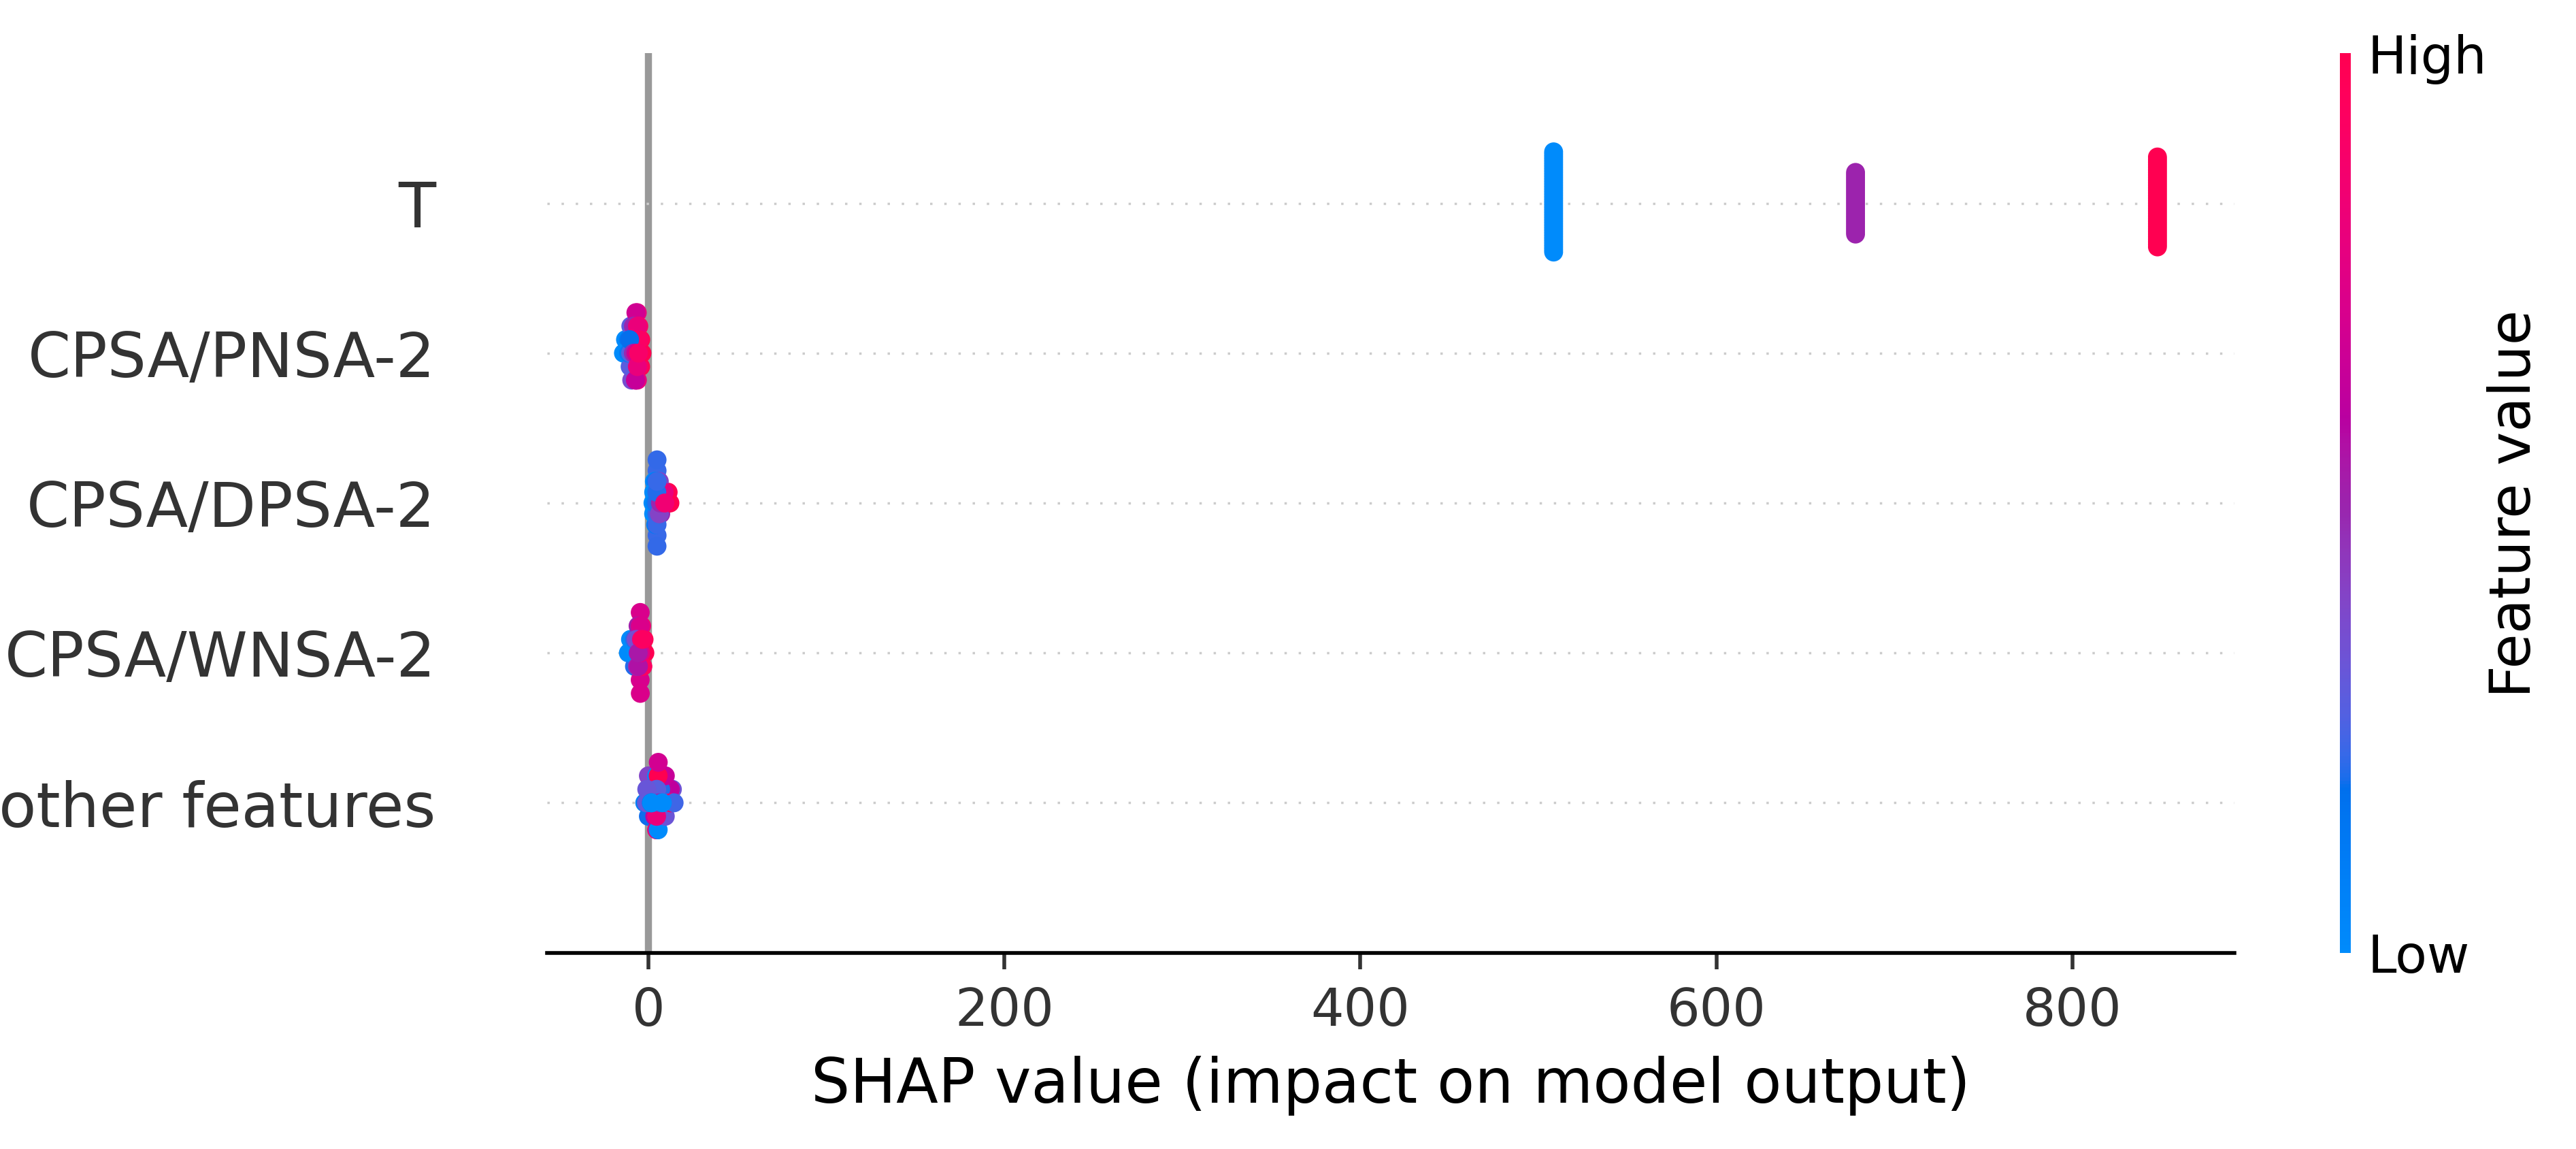 High
T
CPSA/PNSA-2
CPSA/DPSA-2
CPSA/WNSA-2
other features
Low
0 200 400 600 800
SHAP value (impact on model output)
Feature value